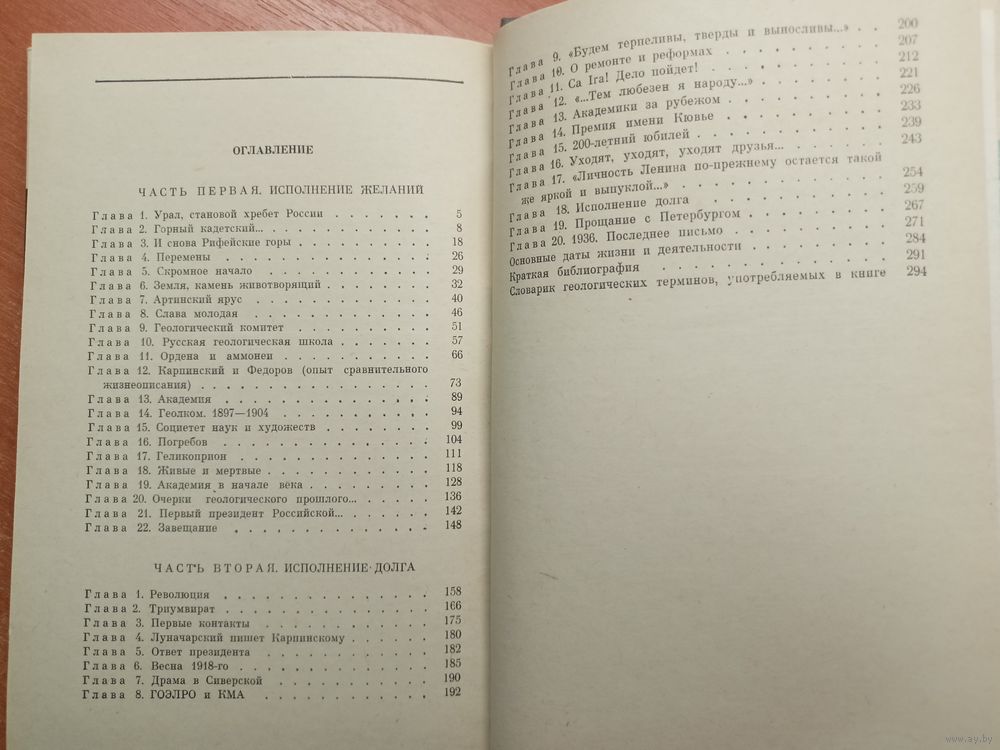 ОГЛАВЛЕНИЕ
ЧАСТЬ ПЕРВАЯ. ИСПОЛНЕНИЕ ЖЕЛАНИЙ
Глава 1. Урал, становой хребет России . . . . . . . 5
Глава 2. Горный кадетский... . . . . . . . . . . 8
Глава 3. И снова Рифейские горы . . . . . . . . . 18
Глава 4. Перемены . . . . . . . . . . . . . 26
Глава 5. Скромное начало . . . . . . . . . . . 29
Глава 6. Земля, камень животворящий . . . . . . . . 32
Глава 7. Артинский ярус . . . . . . . . . . . 40
Глава 8. Слава молодая . . . . . . . . . . . 46
Глава 9. Геологический комитет . . . . . . . . . 51
Глава 10. Русская геологическая школа . . . . . . . 57
Глава 11. Ордена и аммонеи . . . . . . . . . . 66
Глава 12. Карпинский и Федоров (опыт сравнительного
жизнеописания) . . . . . . . . . . . . . . 73
Глава 13. Академия . . . . . . . . . . . . . 89
Глава 14. Геолком. 1897—1904 . . . . . . . . . . 94
Глава 15. Социетет наук и художеств . . . . . . . . 99
Глава 16. Погребов . . . . . . . . . . . . . 104
Глава 17. Геликоприон . . . . . . . . . . . . 111
Глава 18. Живые и мертвые . . . . . . . . . . . 118
Глава 19. Академия в начале века . . . . . . . . . 128
Глава 20. Очерки геологического прошлого... . . . . . 136
Глава 21. Первый президент Российской... . . . . . . 142
Глава 22. Завещание . . . . . . . . . . . . . 148
ЧАСТЬ ВТОРАЯ. ИСПОЛНЕНИЕ ДОЛГА
Глава 1. Революция . . . . . . . . . . . . . 158
Глава 2. Триумвират . . . . . . . . . . . . . 166
Глава 3. Первые контакты . . . . . . . . . . . 175
Глава 4. Луначарский пишет Карпинскому . . . . . . 180
Глава 5. Ответ президента . . . . . . . . . . . 182
Глава 6. Весна 1918-го . . . . . . . . . . . . 185
Глава 7. Драма в Сиверской . . . . . . . . . . 190
Глава 8. ГОЭЛРО и КМА . . . . . . . . . . . 192
Глава 9. «Будем терпеливы, тверды и выносливы...» . . 200
Глава 10. О ремонте и реформах . . . . . . . . . 207
Глава 11. Ca Ira! Дело пойдет! . . . . . . . . . 212
Глава 12. «...Тем любезен я народу...» . . . . . . . 221
Глава 13. Академики за рубежом . . . . . . . . . 226
Глава 14. Премия имени Кювье . . . . . . . . . 233
Глава 15. 200-летний юбилей . . . . . . . . . . 239
Глава 16. Уходят, уходят, уходят друзья... . . . . . . 243
Глава 17. «Личность Ленина по-прежнему остается такой
же яркой и выпуклой...» . . . . . . . . . . . 254
Глава 18. Исполнение долга . . . . . . . . . . 259
Глава 19. Прощание с Петербургом . . . . . . . . 267
Глава 20. 1936. Последнее письмо . . . . . . . . . 271
Основные даты жизни и деятельности . . . . . . . . 284
Краткая библиография . . . . . . . . . . . . 291
Словарик геологических терминов, употребляемых в книге 294
www.ay.by